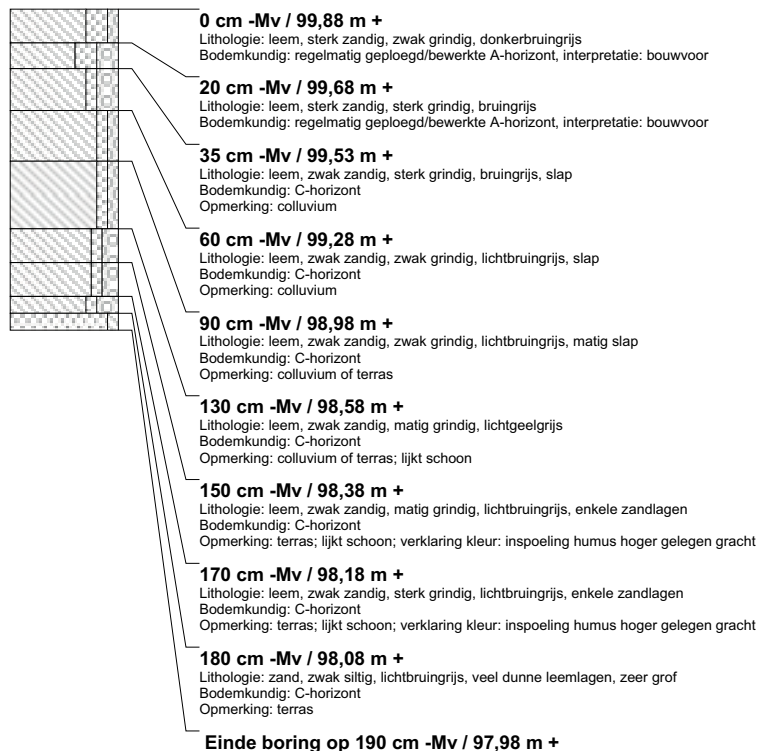 0 cm -Mv / 99,88 m +
Lithologie: leem, sterk zandig, zwak grindig, donkerbruingrijs
Bodemkundig: regelmatig geploegd/bewerkte A-horizont, interpretatie: bouwvoor
20 cm -Mv / 99,68 m +
Lithologie: leem, sterk zandig, sterk grindig, bruingrijs
Bodemkundig: regelmatig geploegd/bewerkte A-horizont, interpretatie: bouwvoor
35 cm -Mv / 99,53 m +
Lithologie: leem, zwak zandig, sterk grindig, bruingrijs, slap
Bodemkundig: C-horizont
Opmerking: colluvium
60 cm -Mv / 99,28 m +
Lithologie: leem, zwak zandig, zwak grindig, lichtbruingrijs, slap
Bodemkundig: C-horizont
Opmerking: colluvium
90 cm -Mv / 98,98 m +
Lithologie: leem, zwak zandig, zwak grindig, lichtbruingrijs, matig slap
Bodemkundig: C-horizont
Opmerking: colluvium of terras
130 cm -Mv / 98,58 m +
Lithologie: leem, zwak zandig, matig grindig, lichtgeelgrijs
Bodemkundig: C-horizont
Opmerking: colluvium of terras; lijkt schoon
150 cm -Mv / 98,38 m +
Lithologie: leem, zwak zandig, matig grindig, lichtbruingrijs, enkele zandlagen
Bodemkundig: C-horizont
Opmerking: terras; lijkt schoon; verklaring kleur: inspoeling humus hoger gelegen gracht
170 cm -Mv / 98,18 m +
Lithologie: leem, zwak zandig, sterk grindig, lichtbruingrijs, enkele zandlagen
Bodemkundig: C-horizont
Opmerking: terras; lijkt schoon; verklaring kleur: inspoeling humus hoger gelegen gracht
180 cm -Mv / 98,08 m +
Lithologie: zand, zwak siltig, lichtbruingrijs, veel dunne leemlagen, zeer grof
Bodemkundig: C-horizont
Opmerking: terras
Einde boring op 190 cm -Mv / 97,98 m +